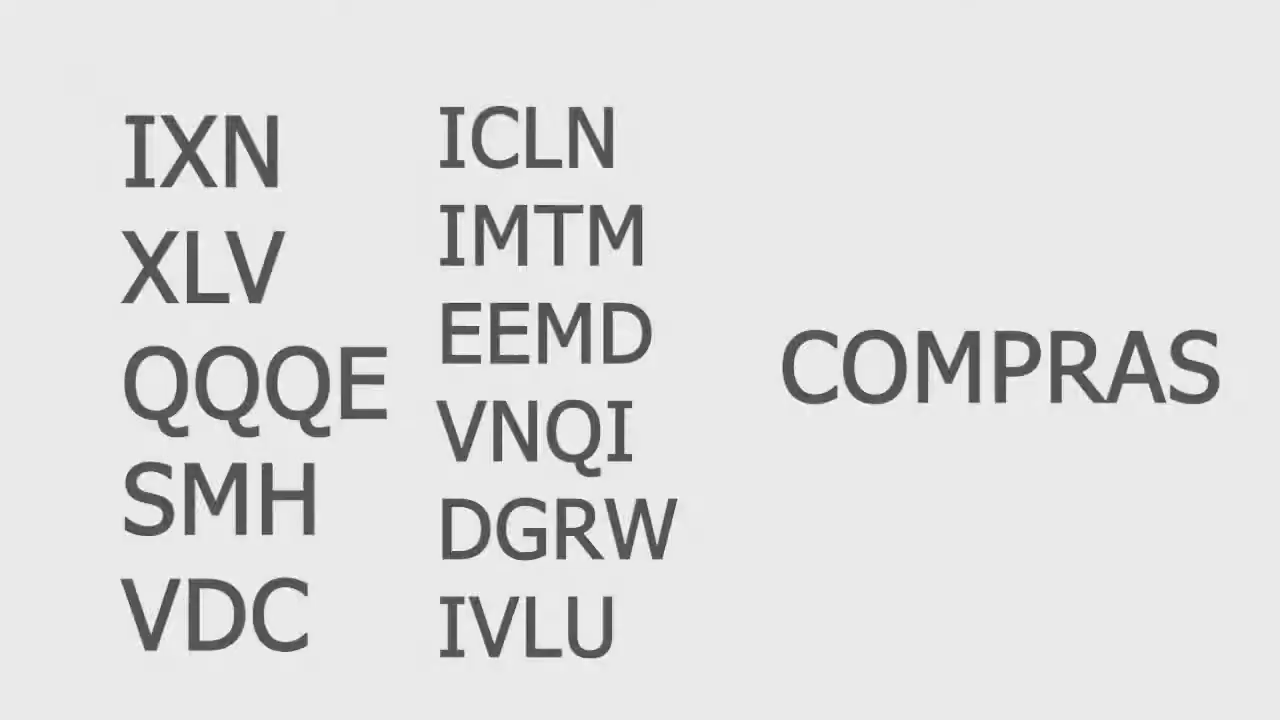 IXN
XLV
QQQE
SMH
VDC
ICLN
IMTM
EEMD
VNQI
DGRW
IVLU
COMPRAS